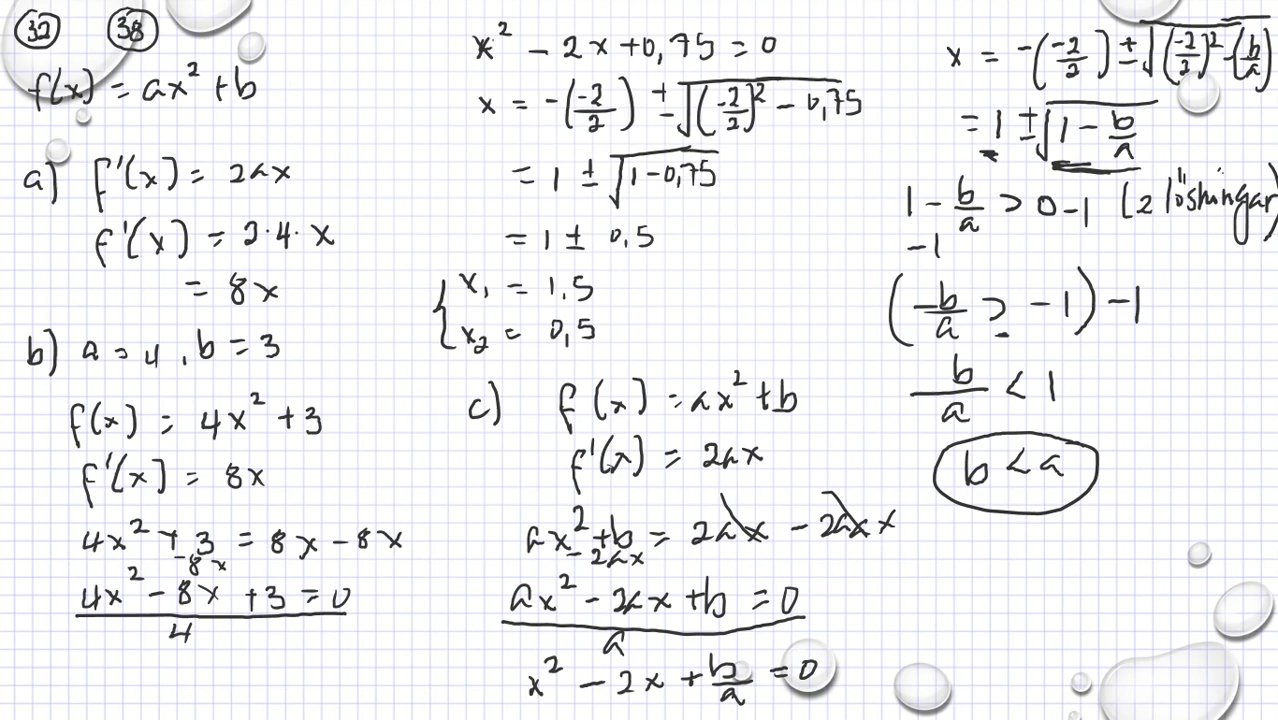 32 38
f(x) = ax² + b
a) f'(x) = 2ax
f'(x) = 2·4·x
= 8x
b) a = 4, b = 3
f(x) = 4x² + 3
f'(x) = 8x
4x² + 3 = 8x - 8x
-8x
4x² - 8x + 3 = 0
4
x² - 2x + 0,75 = 0
x = -(-2/2) ± √((-2/2)² - 0,75
= 1 ± √(1-0,75)
= 1 ± 0,5
x₁ = 1,5
x₂ = 0,5
c) f(x) = ax² + b
f'(x) = 2ax
ax² + b = 2ax - 2ax
-2ax
ax² - 2ax + b = 0
a
x² - 2x + b/a = 0
x = -(-2/2) ± √((-2/2)² - (b/a)
= 1 ± √(1 - b/a)
1 - b/a > 0 - 1 (2 löshingar)
-1
(-b/a > -1) -1
b/a < 1
b < a